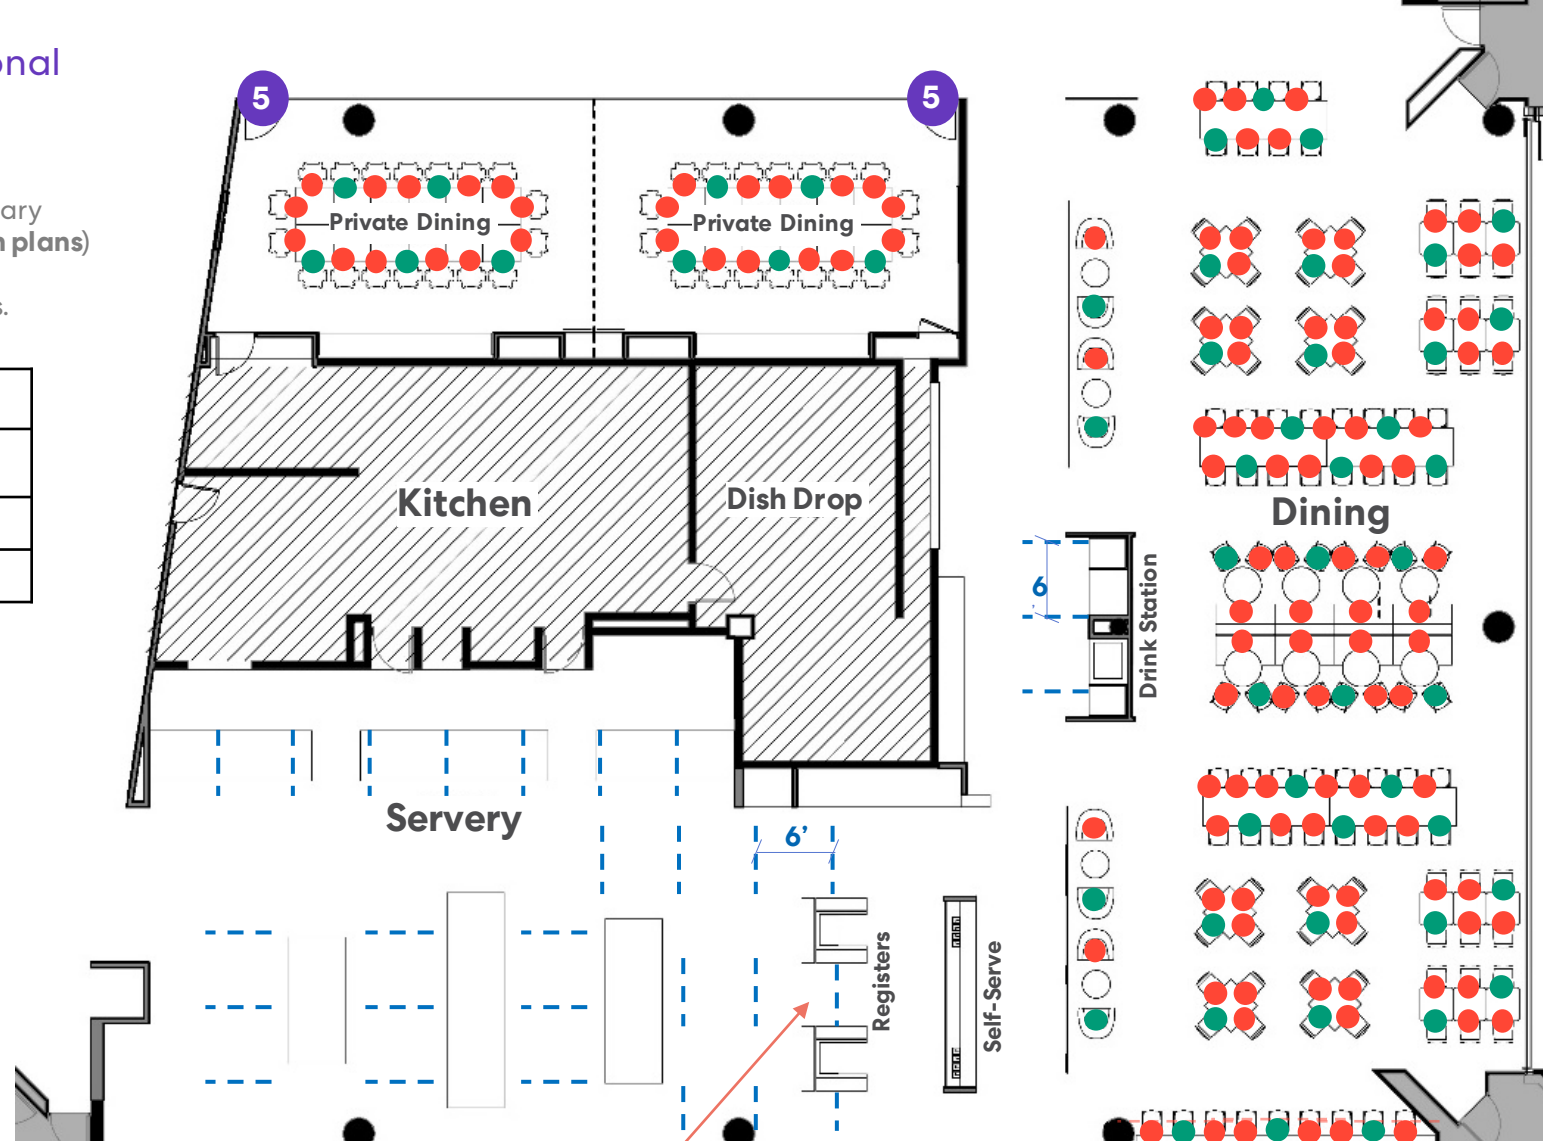 onal
ary
n plans)
s.
5
5
Private Dining
Private Dining
Kitchen
Dish Drop
Dining
6
'
Drink Station
Servery
6’
Registers
Self-Serve